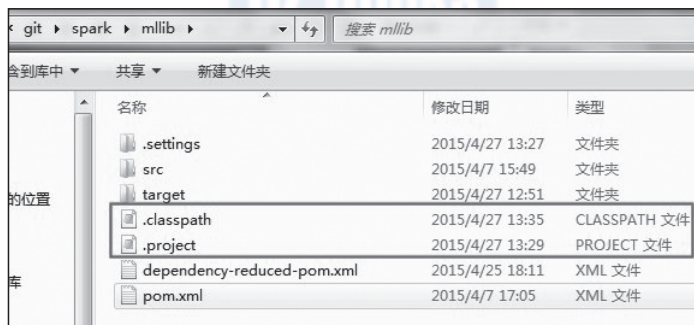 git ▸ spark ▸ mllib ▸ 搜索 mllib
含到库中 ▾ 共享 ▾ 新建文件夹
名称 修改日期 类型
.settings 2015/4/27 13:27 文件夹
src 2015/4/7 15:49 文件夹
的位置
target 2015/4/27 12:51 文件夹
.classpath 2015/4/27 13:35 CLASSPATH 文件
.project 2015/4/27 13:29 PROJECT 文件
dependency-reduced-pom.xml 2015/4/25 18:11 XML 文件
库
pom.xml 2015/4/7 17:05 XML 文件